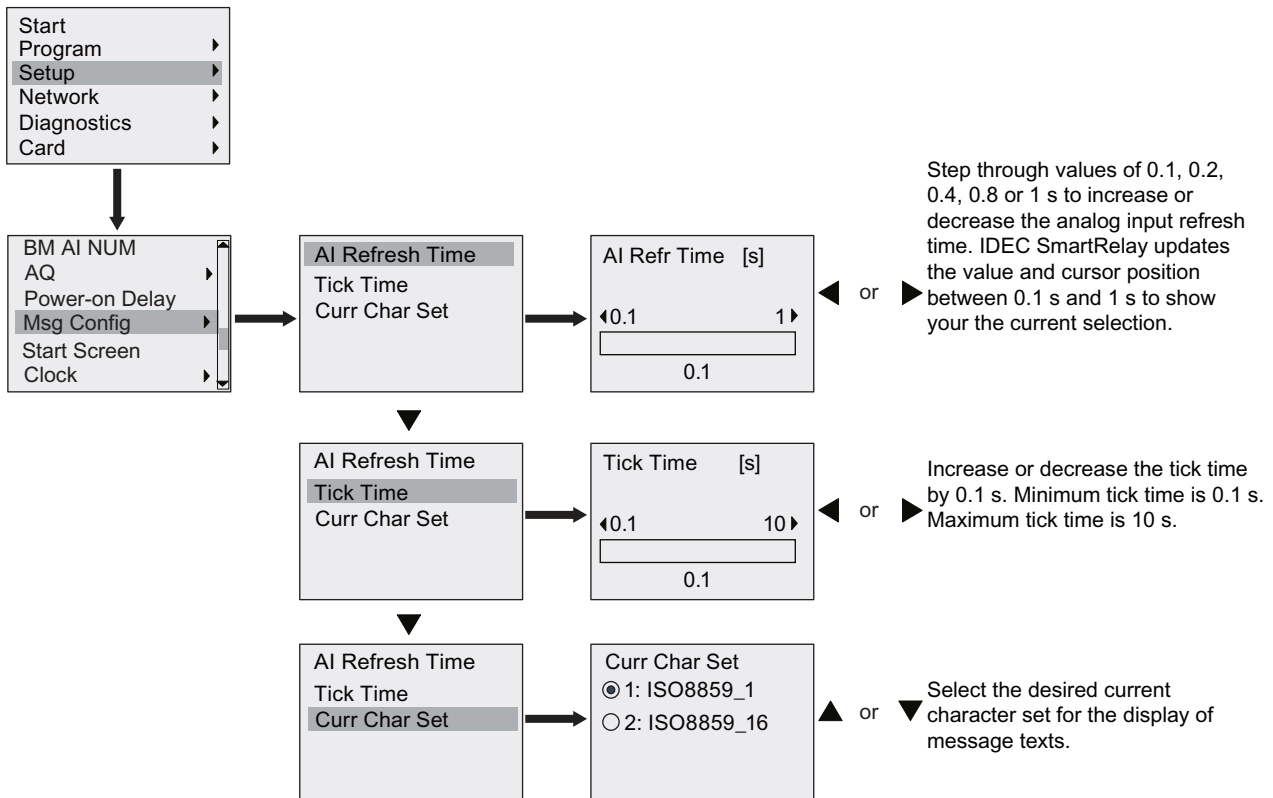 Start
Program
Setup
Network
Diagnostics
Card
BM AI NUM
AQ
Power-on Delay
Msg Config
Start Screen
Clock
AI Refresh Time
Tick Time
Curr Char Set
AI Refr Time [s]
0.1 1
0.1
or
Step through values of 0.1, 0.2,
0.4, 0.8 or 1 s to increase or
decrease the analog input refresh
time. IDEC SmartRelay updates
the value and cursor position
between 0.1 s and 1 s to show
your the current selection.
AI Refresh Time
Tick Time
Curr Char Set
Tick Time [s]
0.1 10
0.1
or
Increase or decrease the tick time
by 0.1 s. Minimum tick time is 0.1 s.
Maximum tick time is 10 s.
AI Refresh Time
Tick Time
Curr Char Set
Curr Char Set
1: ISO8859_1
2: ISO8859_16
or
Select the desired current
character set for the display of
message texts.